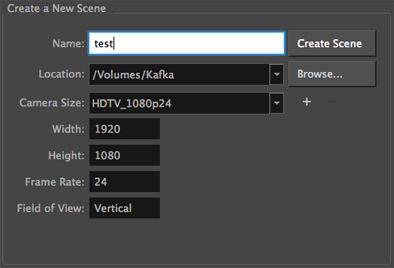 Create a New Scene
Name: test Create Scene
Location: /Volumes/Kafka Browse...
Camera Size: HDTV_1080p24 + -
Width: 1920
Height: 1080
Frame Rate: 24
Field of View: Vertical